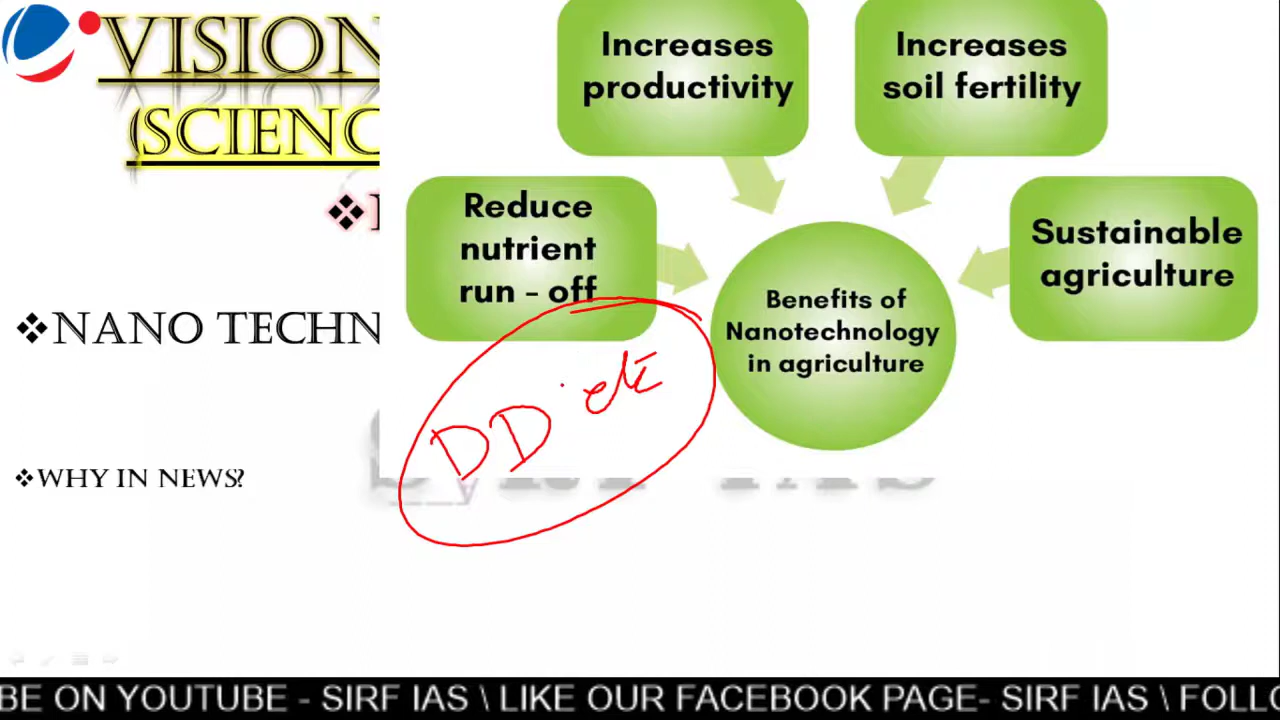 VISION
(SCIENC
Increases
productivity
Increases
soil fertility
Reduce
nutrient
run - off
Sustainable
agriculture
Benefits of
Nanotechnology
in agriculture
❖NANO TECHN
DD etc
❖WHY IN NEWS?
BE ON YOUTUBE - SIRF IAS \ LIKE OUR FACEBOOK PAGE- SIRF IAS \ FOLLO